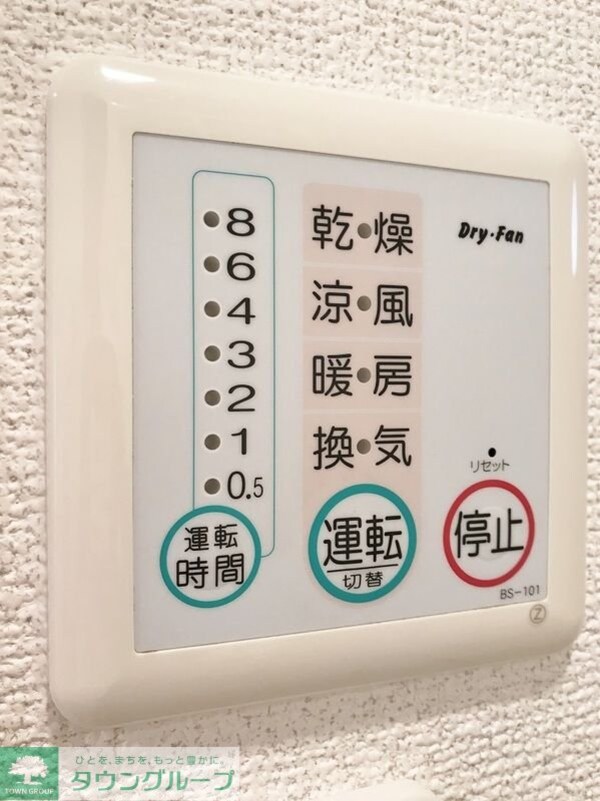 8
6
4
3
2
1
0.5
運転
時間
乾・燥
涼・風
暖・房
換・気
運転
切替
Dry・Fan
リセット
停止
BS-101
Z
ひとを、まちを、もっと豊かに。
タウングループ
TOWN GROUP